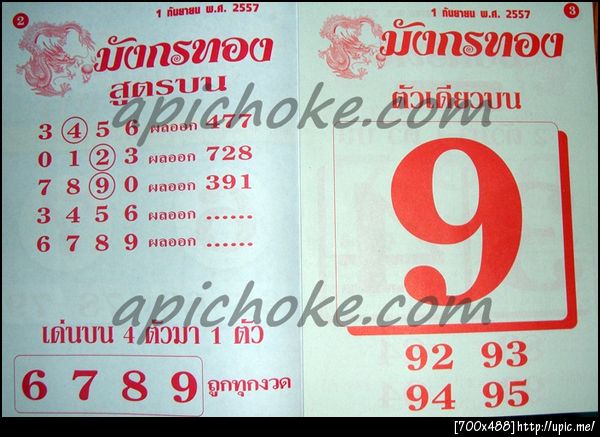 2
1 กันยายน พ.ศ. 2557
มังกรทอง
สูตรบน
3 4 5 6 ผลออก 477
0 1 2 3 ผลออก 728
7 8 9 0 ผลออก 391
3 4 5 6 ผลออก ......
6 7 8 9 ผลออก ......
เด่นบน 4 ตัวมา 1 ตัว
6 7 8 9 ถูกทุกงวด
1 กันยายน พ.ศ. 2557
3
มังกรทอง
ตัวเดียวบน
9
92 93
94 95
apichoke.com
apichoke.com
[700x488]http://upic.me/